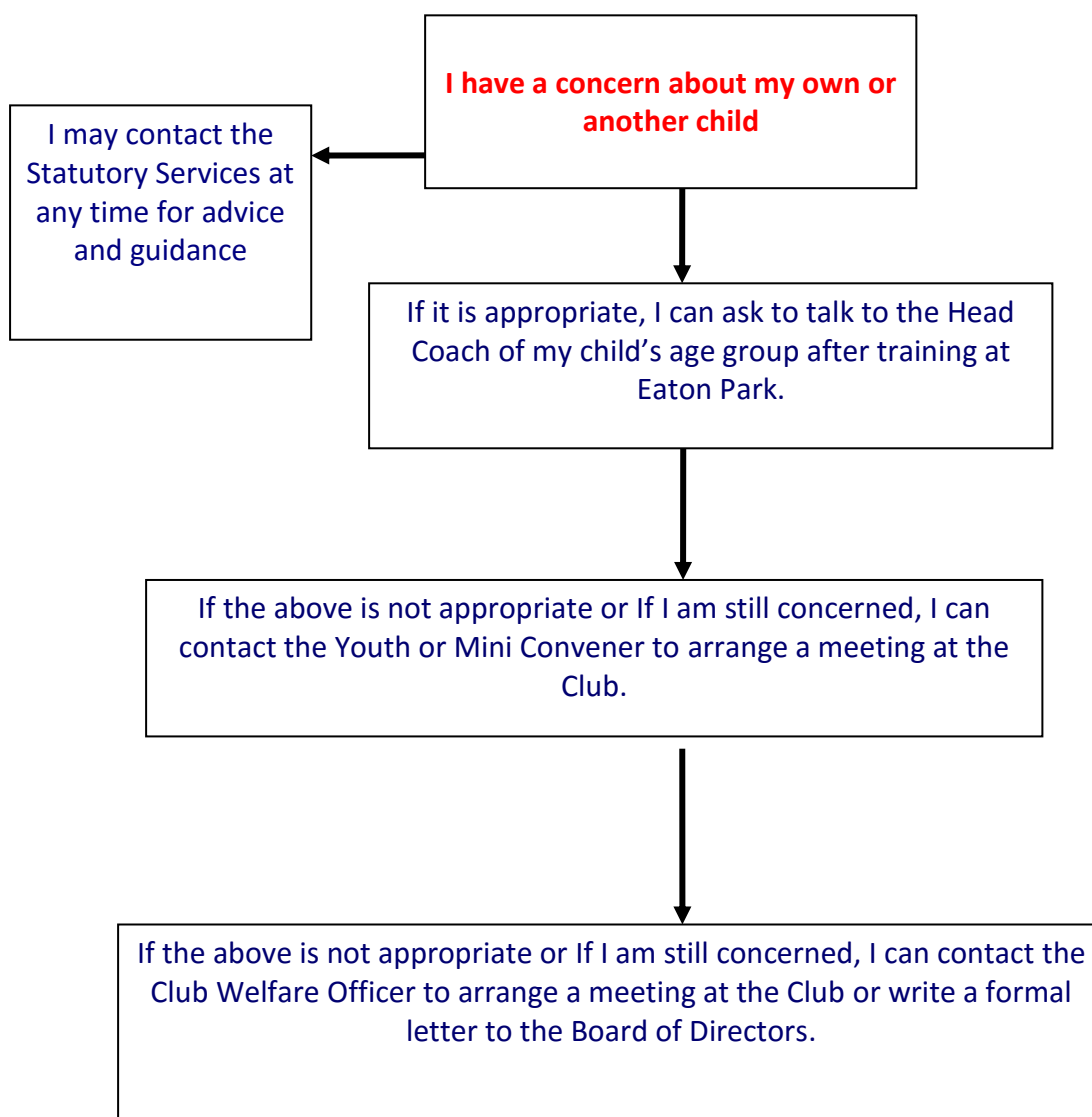 I have a concern about my own or
another child
I may contact the
Statutory Services at
any time for advice
and guidance
If it is appropriate, I can ask to talk to the Head
Coach of my child’s age group after training at
Eaton Park.
If the above is not appropriate or If I am still concerned, I can
contact the Youth or Mini Convener to arrange a meeting at the
Club.
If the above is not appropriate or If I am still concerned, I can contact the
Club Welfare Officer to arrange a meeting at the Club or write a formal
letter to the Board of Directors.